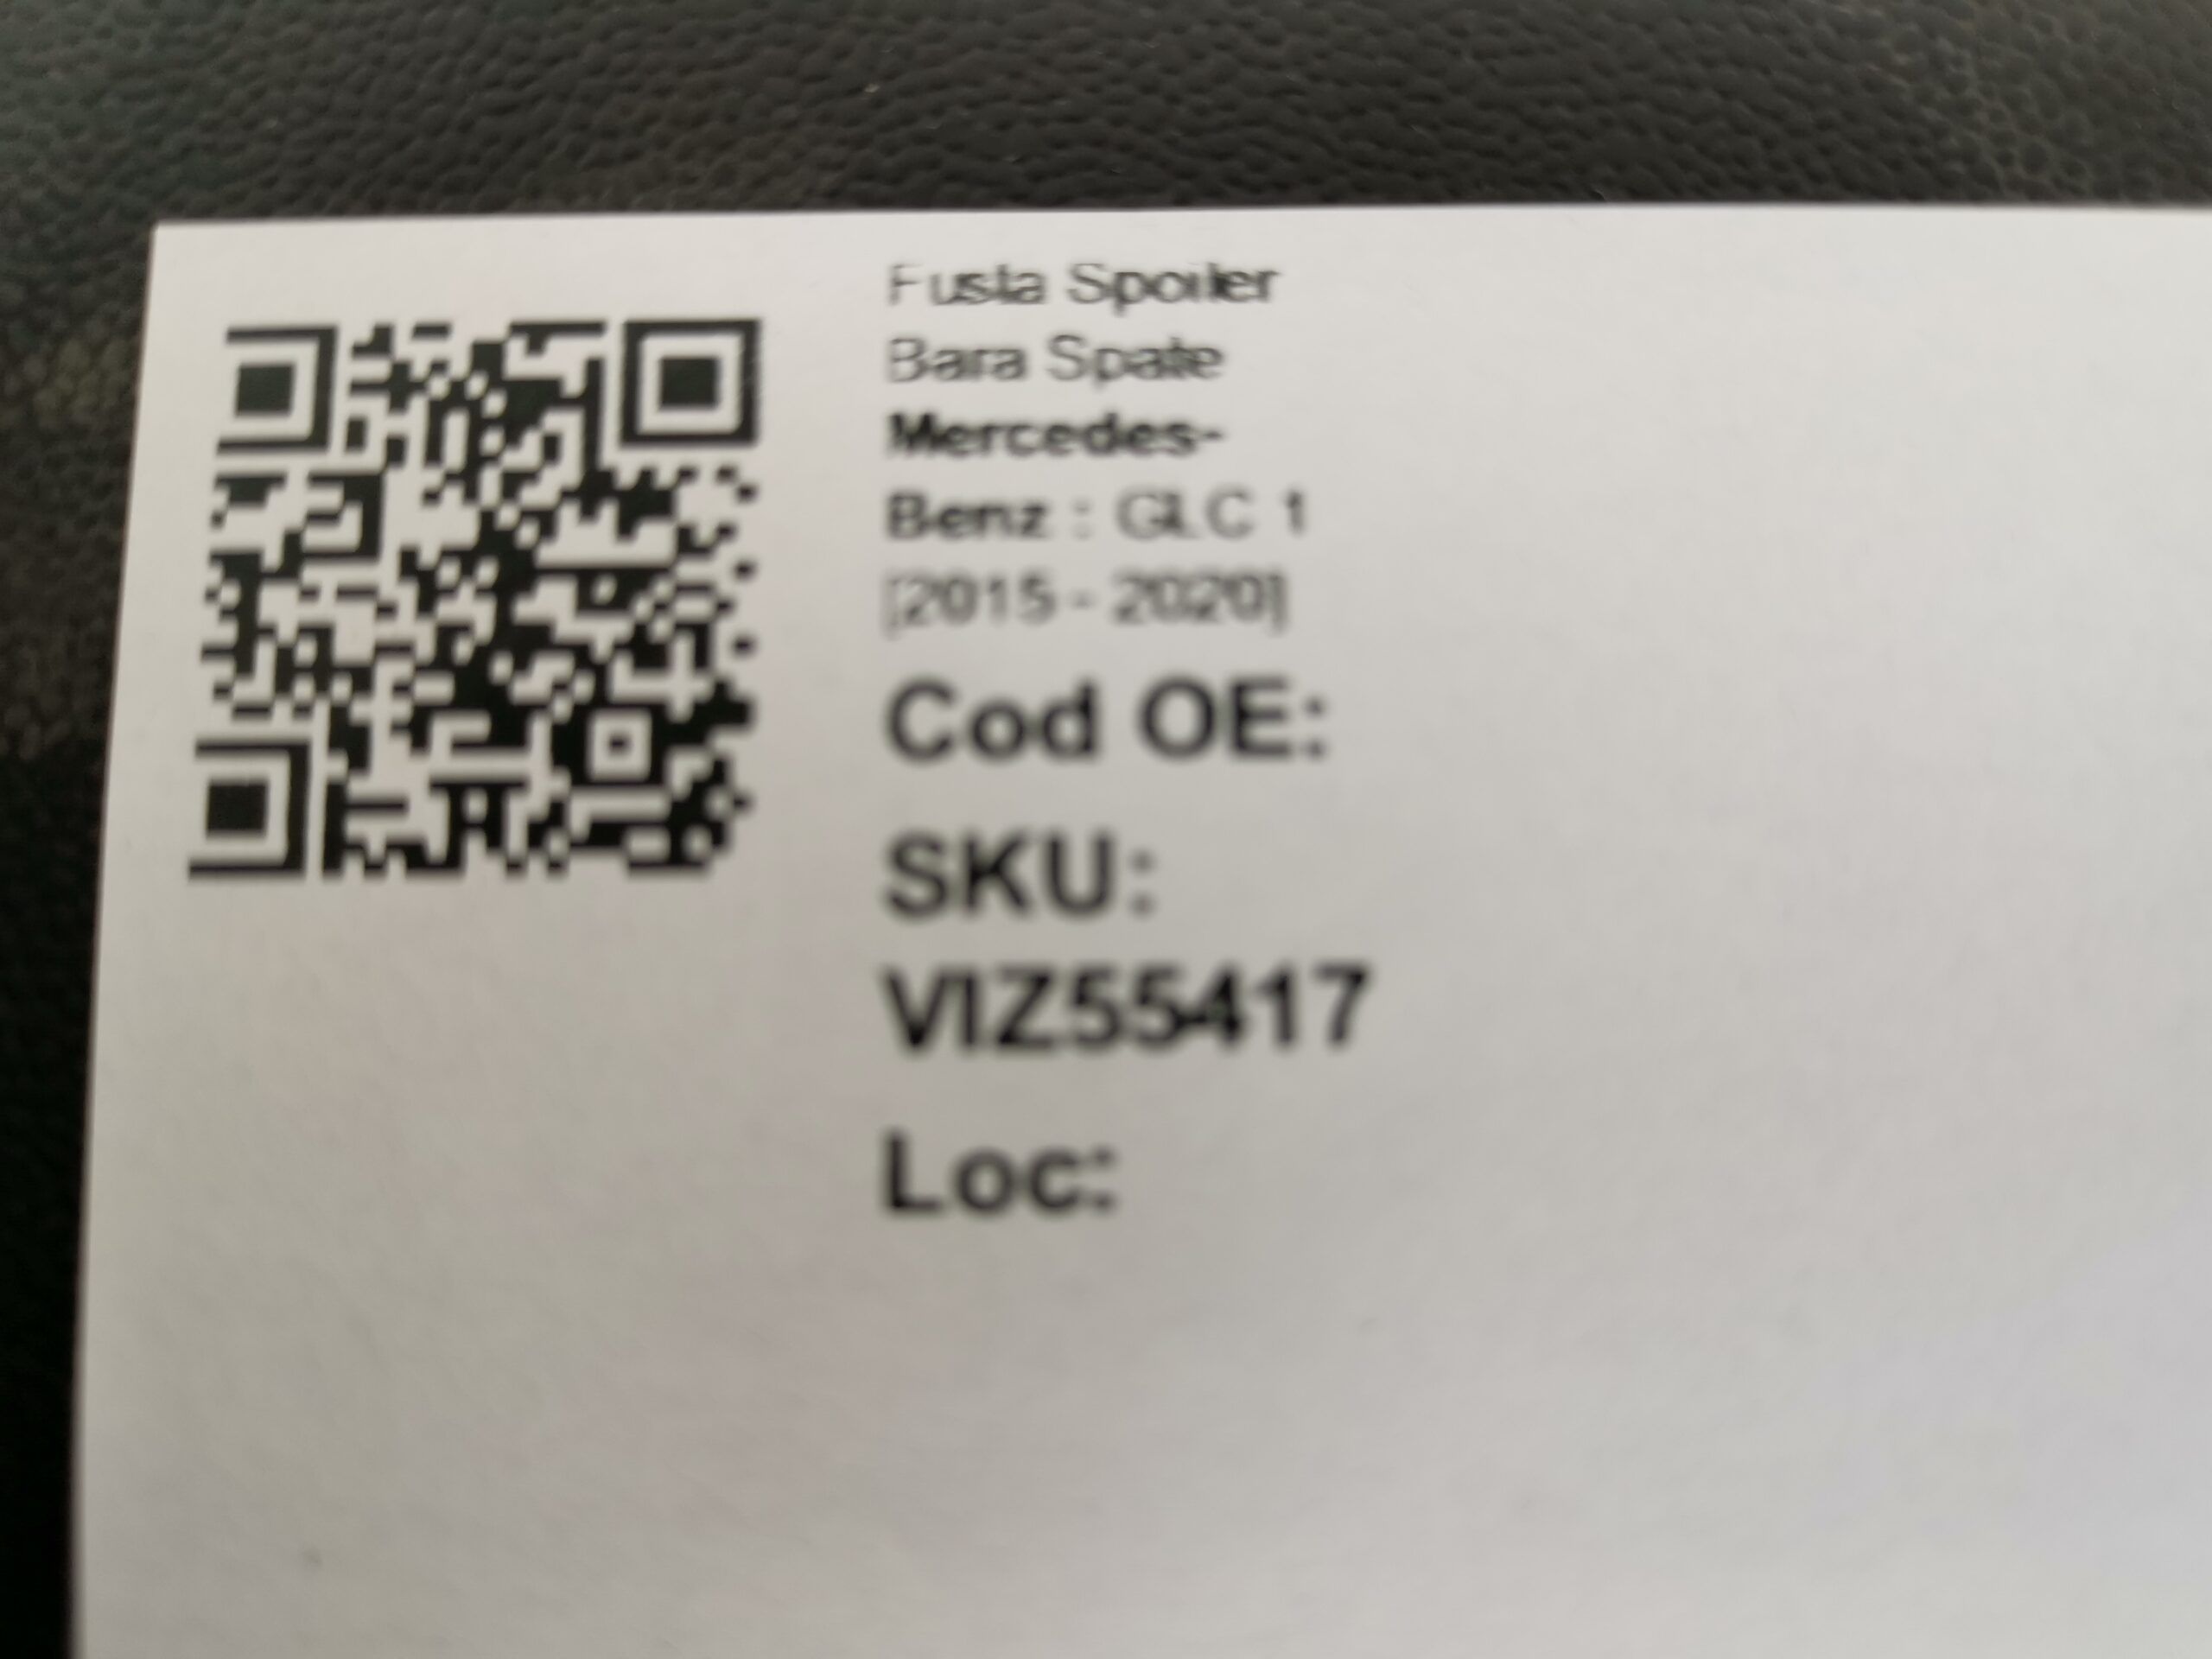 Fusta Spoiler
Bara Spate
Mercedes-
Benz : GLC 1
[2015 - 2020]
Cod OE:
SKU:
VIZ55417
Loc: